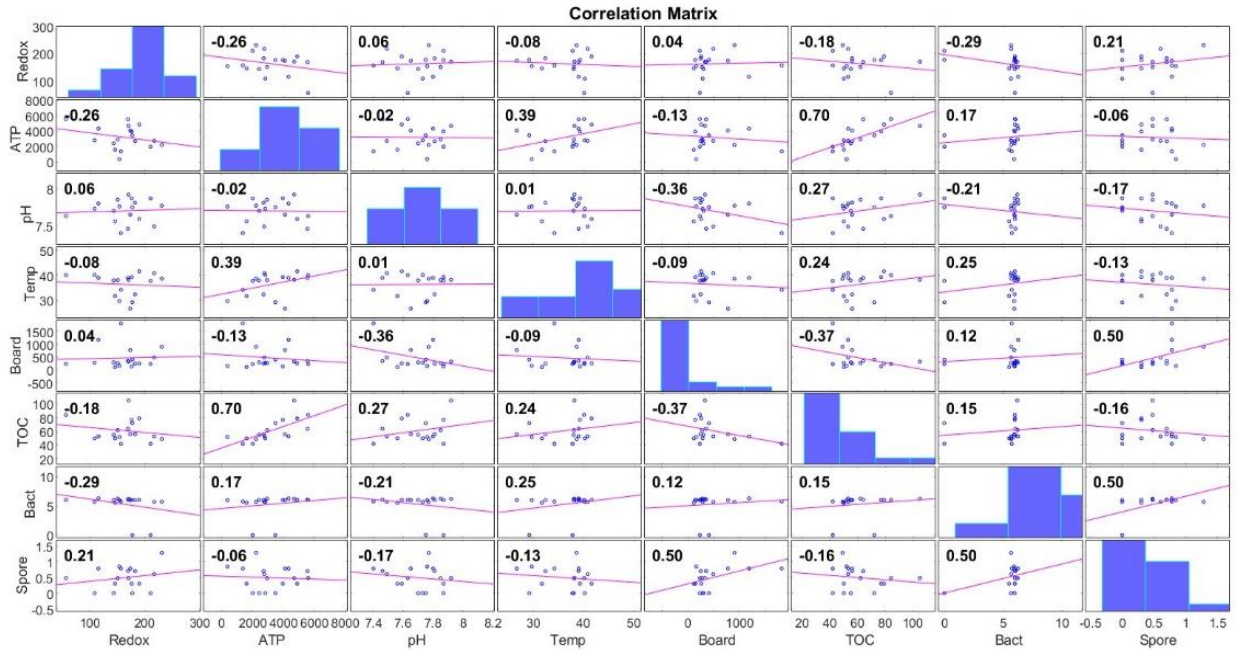 Correlation Matrix
300
-0.26 0.06 -0.08 0.04 -0.18 -0.29 0.21
200
Redox
100
8000
-0.26 -0.02 0.39 -0.13 0.70 0.17 -0.06
6000
4000
ATP
2000
0
8
0.06 -0.02 0.01 -0.36 0.27 -0.21 -0.17
pH
7.5
50
-0.08 0.39 0.01 -0.09 0.24 0.25 -0.13
40
Temp
30
1500
0.04 -0.13 -0.36 -0.09 -0.37 0.12 0.50
1000
500
Board
0
-500
100
-0.18 0.70 0.27 0.24 -0.37 0.15 -0.16
80
60
TOC
40
20
10
-0.29 0.17 -0.21 0.25 0.12 0.15 0.50
5
Bact
0
1.5
0.21 -0.06 -0.17 -0.13 0.50 -0.16 0.50
1
0.5
Spore
0
-0.5
100 200 300 0 2000 4000 6000 8000 7.4 7.6 7.8 8 8.2 30 40 50 0 1000 20 40 60 80 100 0 5 10 -0.5 0 0.5 1 1.5
Redox ATP pH Temp Board TOC Bact Spore